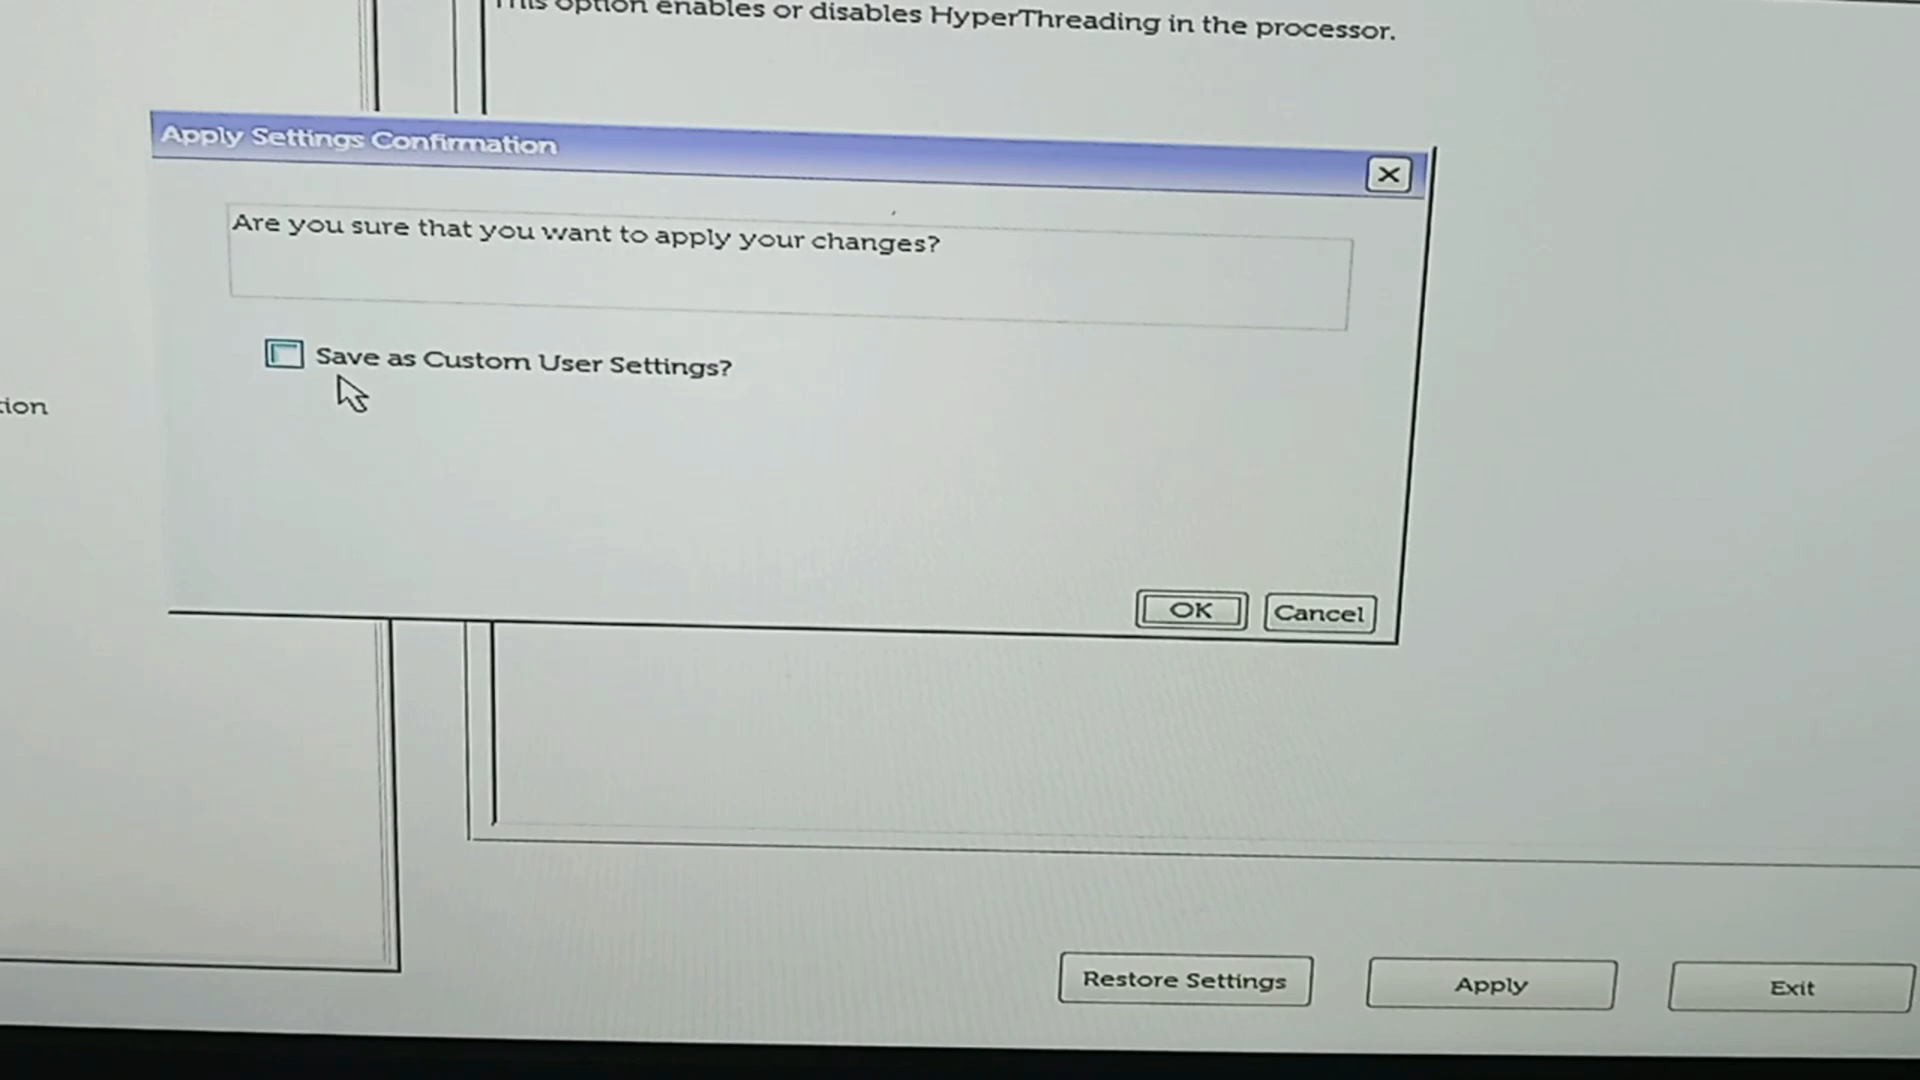 This option enables or disables HyperThreading in the processor.
Apply Settings Confirmation
Are you sure that you want to apply your changes?
Save as Custom User Settings?
tion
OK
Cancel
Restore Settings
Apply
Exit